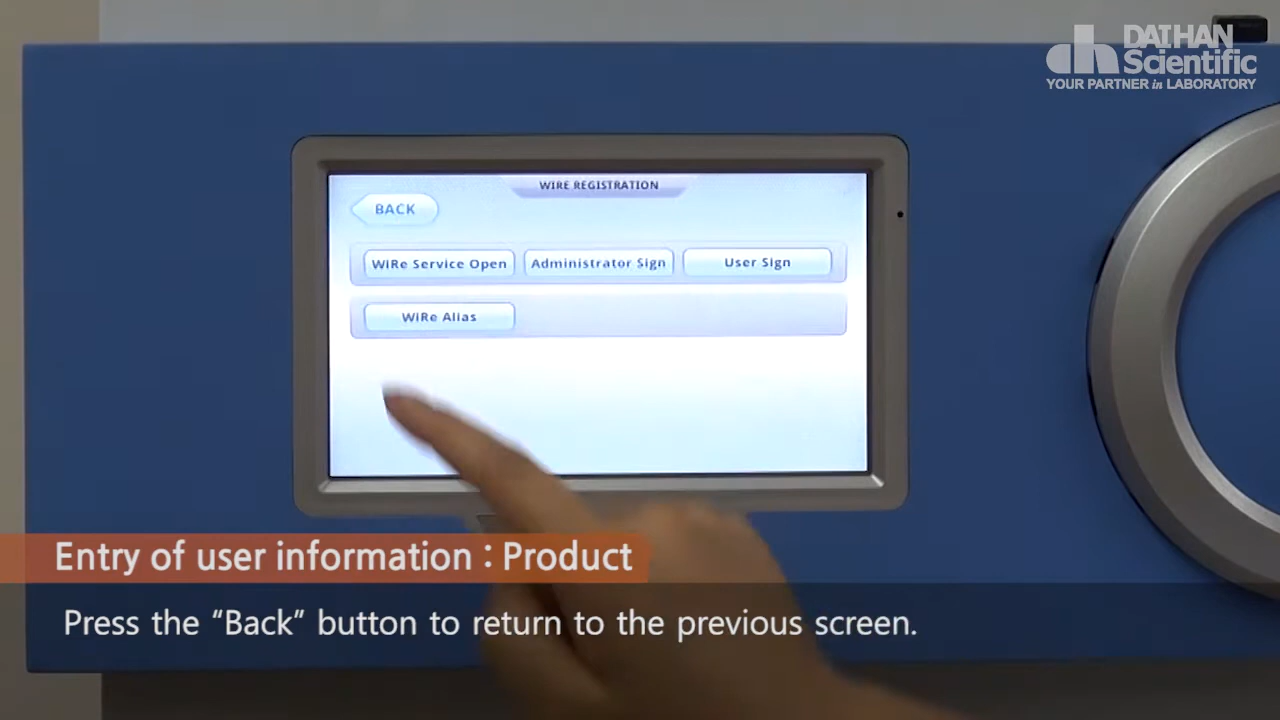 DAIHAN
Scientific
YOUR PARTNER in LABORATORY
WIRE REGISTRATION
BACK
WiRe Service Open
Administrator Sign
User Sign
WiRe Alias
Entry of user information : Product
Press the “Back” button to return to the previous screen.